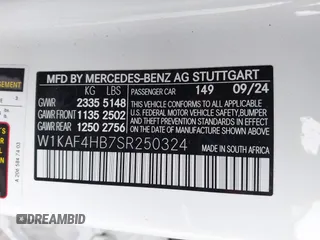 MFD BY MERCEDES-BENZ AG STUTTGART
KG LBS PASSENGER CAR 149 09/24
GVWR 2335 5148
GAWR FRONT 1135 2502
GAWR REAR 1250 2756
THIS VEHICLE CONFORMS TO ALL APPLICABLE
U.S. FEDERAL MOTOR VEHICLE SAFETY, BUMPER
AND THEFT PREVENTION STANDARDS IN EFFECT
ON THE DATE OF MANUFACTURE SHOWN ABOVE.
W1KAF4HB7SR250324
MADE IN SOUTH AFRICA